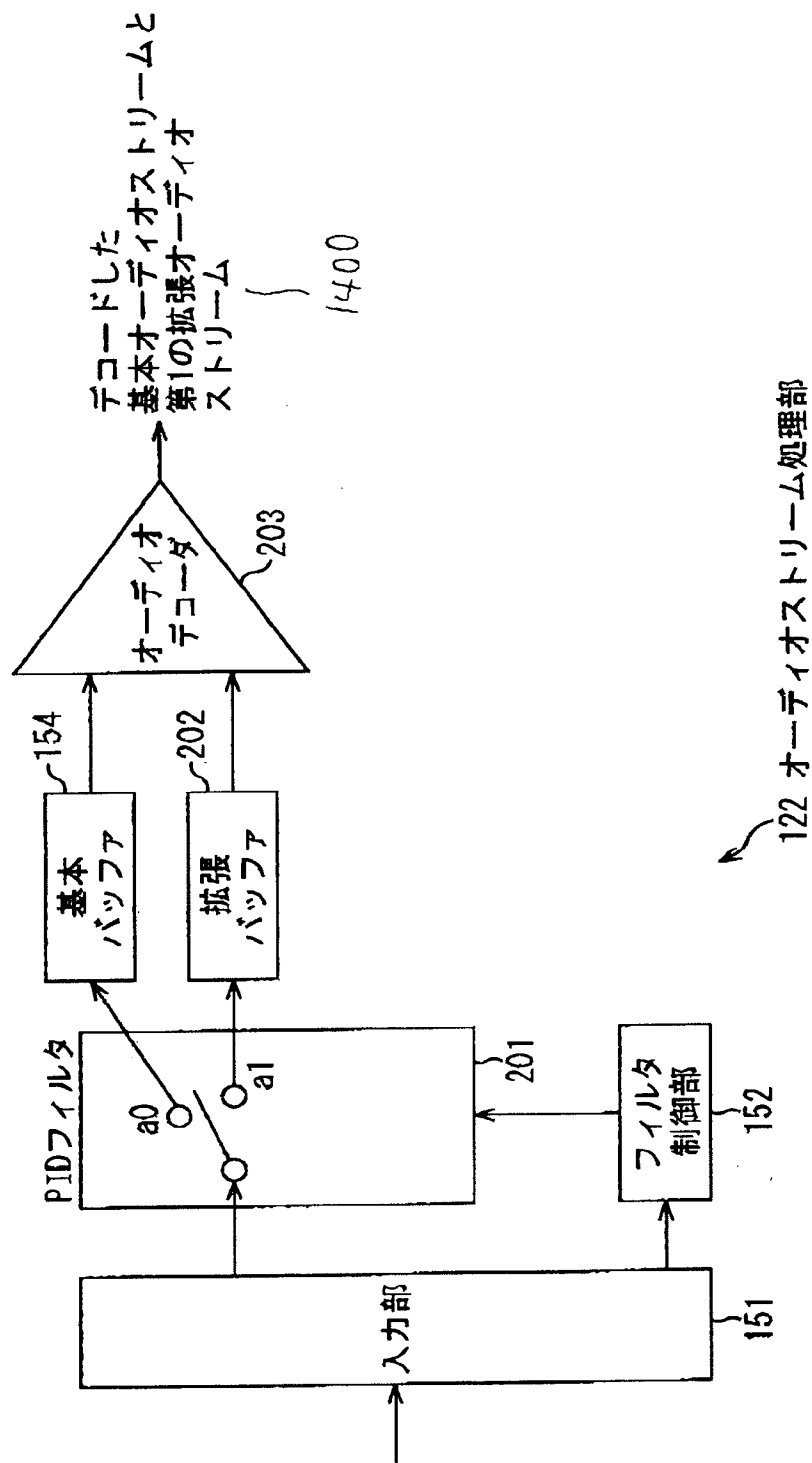 入力部
151
PIDフィルタ
a0
a1
201
フィルタ
制御部
152
基本
バッファ
154
拡張
バッファ
202
オーディオ
デコーダ
203
デコードした
基本オーディオストリームと
第1の拡張オーディオ
ストリーム
1400
122 オーディオストリーム処理部